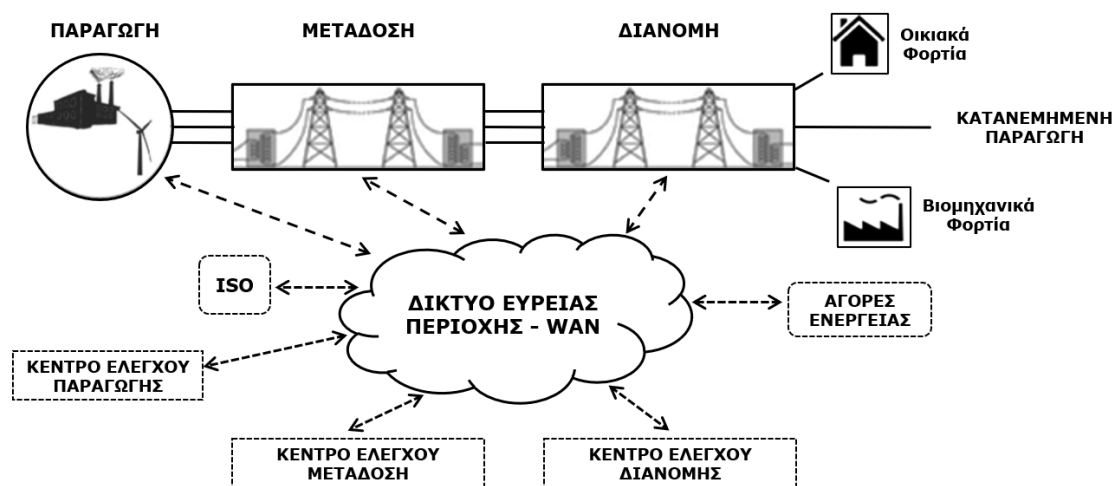 ΠΑΡΑΓΩΓΗ
ΜΕΤΑΔΟΣΗ
ΔΙΑΝΟΜΗ
Οικιακά
Φορτία
ΚΑΤΑΝΕΜΗΜΕΝΗ
ΠΑΡΑΓΩΓΗ
Βιομηχανικά
Φορτία
ISO
ΔΙΚΤΥΟ ΕΥΡΕΙΑΣ
ΠΕΡΙΟΧΗΣ - WAN
ΑΓΟΡΕΣ
ΕΝΕΡΓΕΙΑΣ
ΚΕΝΤΡΟ ΕΛΕΓΧΟΥ
ΠΑΡΑΓΩΓΗΣ
ΚΕΝΤΡΟ ΕΛΕΓΧΟΥ
ΜΕΤΑΔΟΣΗ
ΚΕΝΤΡΟ ΕΛΕΓΧΟΥ
ΔΙΑΝΟΜΗΣ